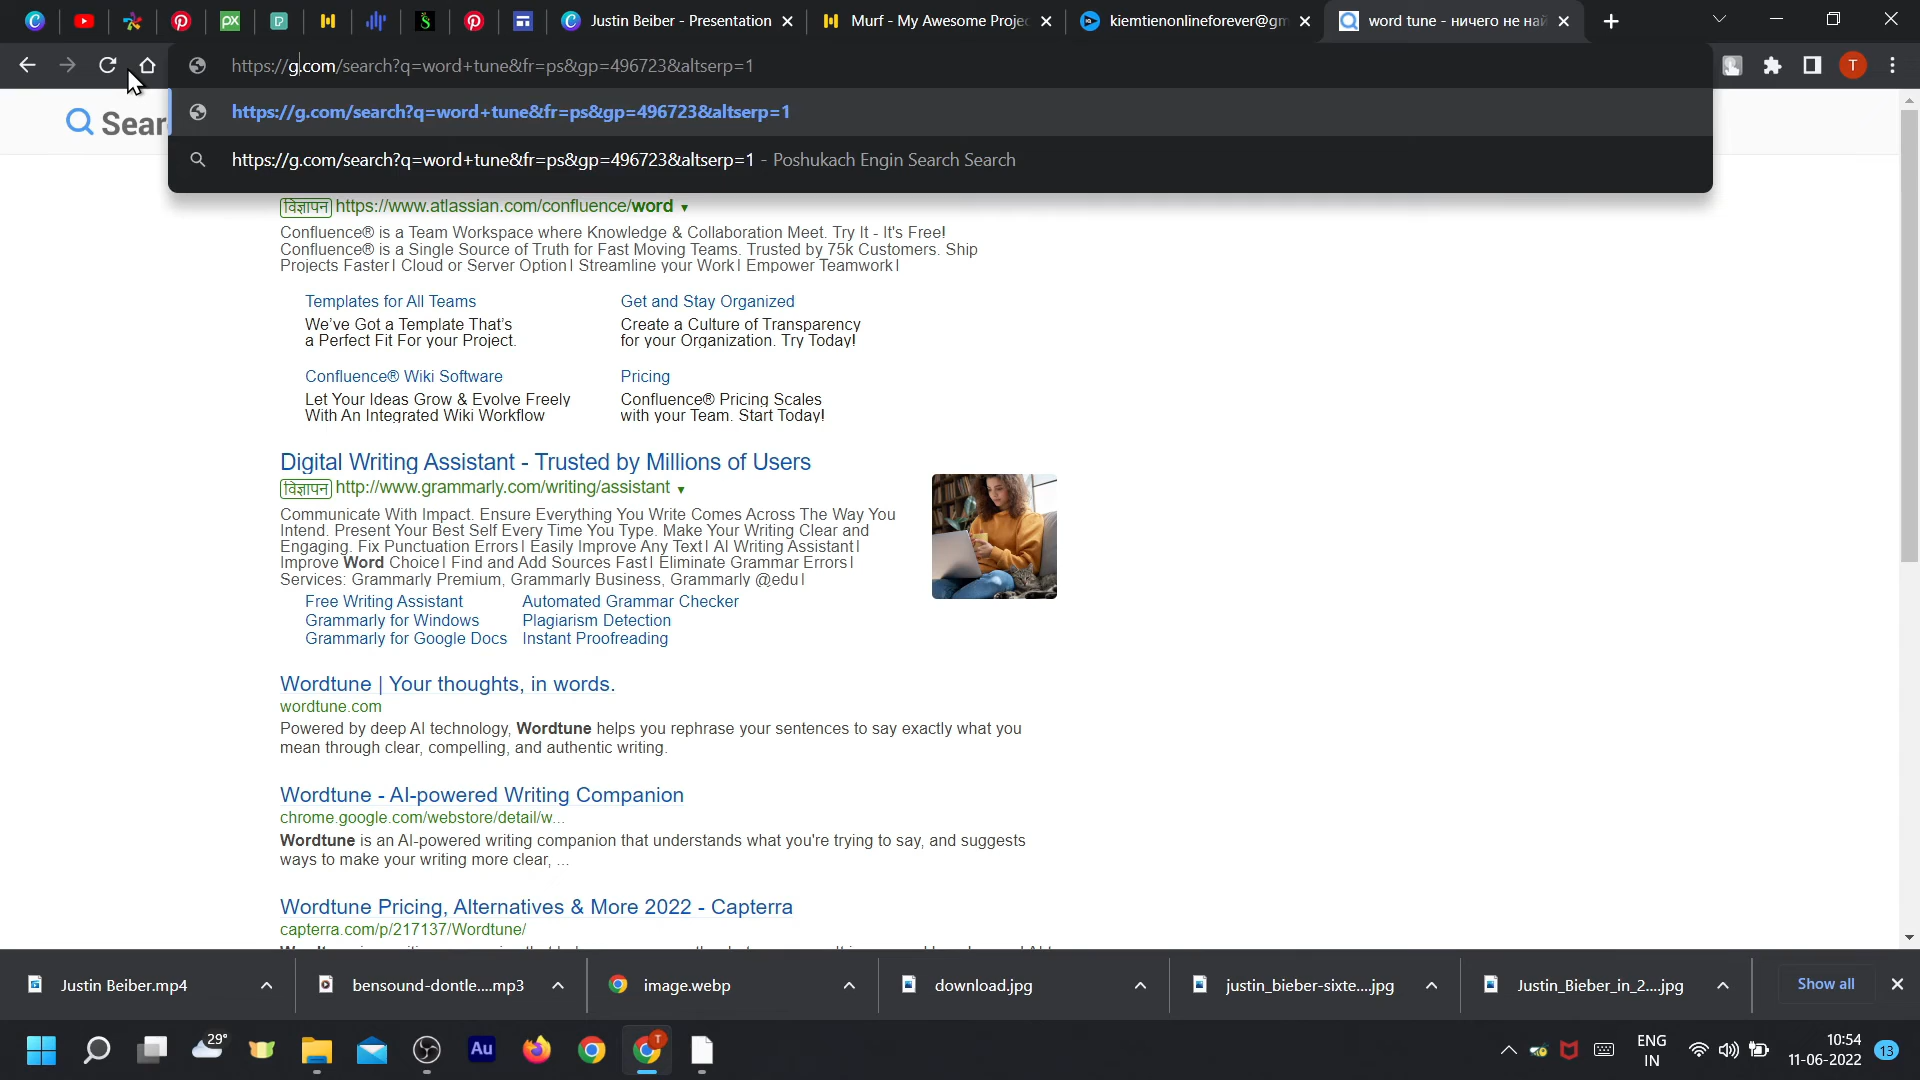 Justin Beiber - Presentation
Murf - My Awesome Proje
kiemtienonlineforever@gm
word tune - ничего не най
https://g.com/search?q=word+tune&fr=ps&gp=496723&altserp=1
https://g.com/search?q=word+tune&fr=ps&gp=496723&altserp=1
https://g.com/search?q=word+tune&fr=ps&gp=496723&altserp=1 - Poshukach Engin Search Search
T
Sear
विज्ञापन https://www.atlassian.com/confluence/word
Confluence® is a Team Workspace where Knowledge & Collaboration Meet. Try It - It's Free!
Confluence® is a Single Source of Truth for Fast Moving Teams. Trusted by 75k Customers. Ship
Projects Faster। Cloud or Server Option। Streamline your Work। Empower Teamwork।
Templates for All Teams
We've Got a Template That's
a Perfect Fit For your Project.
Get and Stay Organized
Create a Culture of Transparency
for your Organization. Try Today!
Confluence® Wiki Software
Let Your Ideas Grow & Evolve Freely
With An Integrated Wiki Workflow
Pricing
Confluence® Pricing Scales
with your Team. Start Today!
Digital Writing Assistant - Trusted by Millions of Users
विज्ञापन http://www.grammarly.com/writing/assistant
Communicate With Impact. Ensure Everything You Write Comes Across The Way You
Intend. Present Your Best Self Every Time You Type. Make Your Writing Clear and
Engaging. Fix Punctuation Errors। Easily Improve Any Text। AI Writing Assistant।
Improve Word Choice। Find and Add Sources Fast। Eliminate Grammar Errors।
Services: Grammarly Premium, Grammarly Business, Grammarly @edu।
Free Writing Assistant
Grammarly for Windows
Grammarly for Google Docs
Automated Grammar Checker
Plagiarism Detection
Instant Proofreading
Wordtune | Your thoughts, in words.
wordtune.com
Powered by deep AI technology, Wordtune helps you rephrase your sentences to say exactly what you
mean through clear, compelling, and authentic writing.
Wordtune - AI-powered Writing Companion
chrome.google.com/webstore/detail/w...
Wordtune is an AI-powered writing companion that understands what you're trying to say, and suggests
ways to make your writing more clear, ...
Wordtune Pricing, Alternatives & More 2022 - Capterra
capterra.com/p/217137/Wordtune/
Justin Beiber.mp4
bensound-dontle....mp3
image.webp
download.jpg
justin_bieber-sixte....jpg
Justin_Bieber_in_2....jpg
Show all
29°
Au
T
ENG
IN
10:54
11-06-2022
13